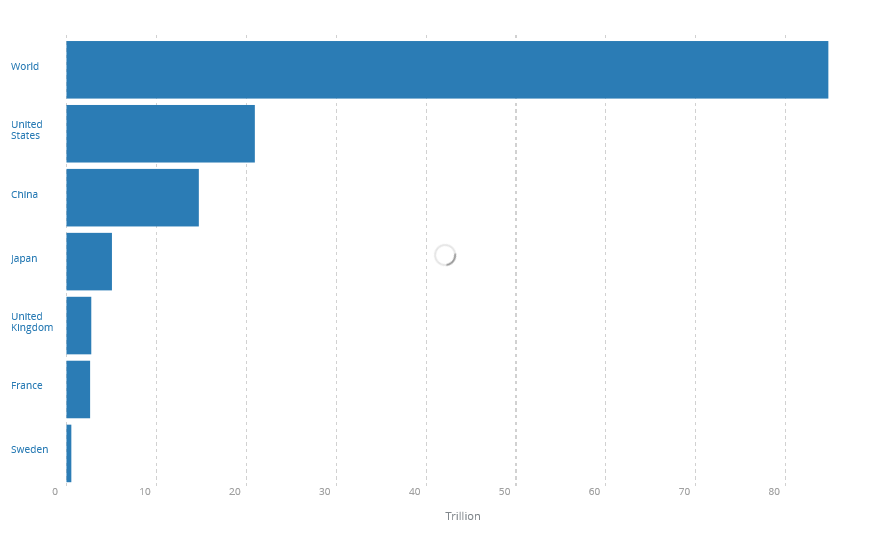 World
United
States
China
Japan
United
Kingdom
France
Sweden
0 10 20 30 40 50 60 70 80
Trillion